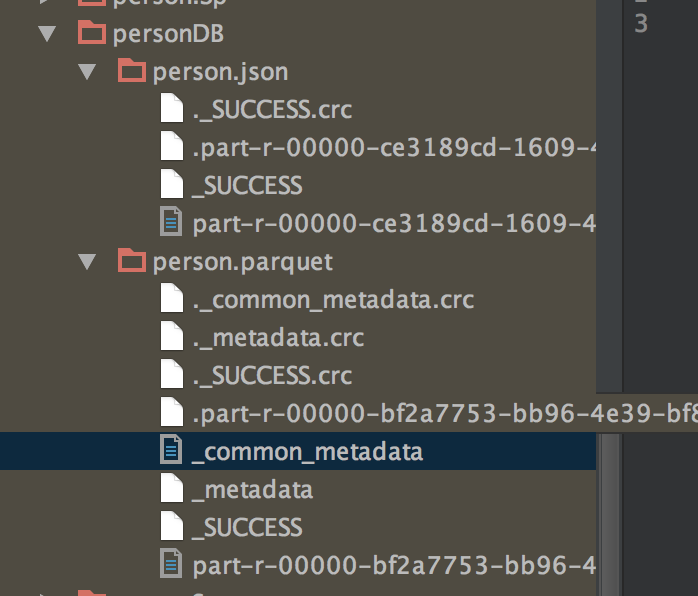 personDB
3
person.json
._SUCCESS.crc
.part-r-00000-ce3189cd-1609-4
_SUCCESS
part-r-00000-ce3189cd-1609-4
person.parquet
._common_metadata.crc
._metadata.crc
._SUCCESS.crc
.part-r-00000-bf2a7753-bb96-4e39-bf8
_common_metadata
_metadata
_SUCCESS
part-r-00000-bf2a7753-bb96-4